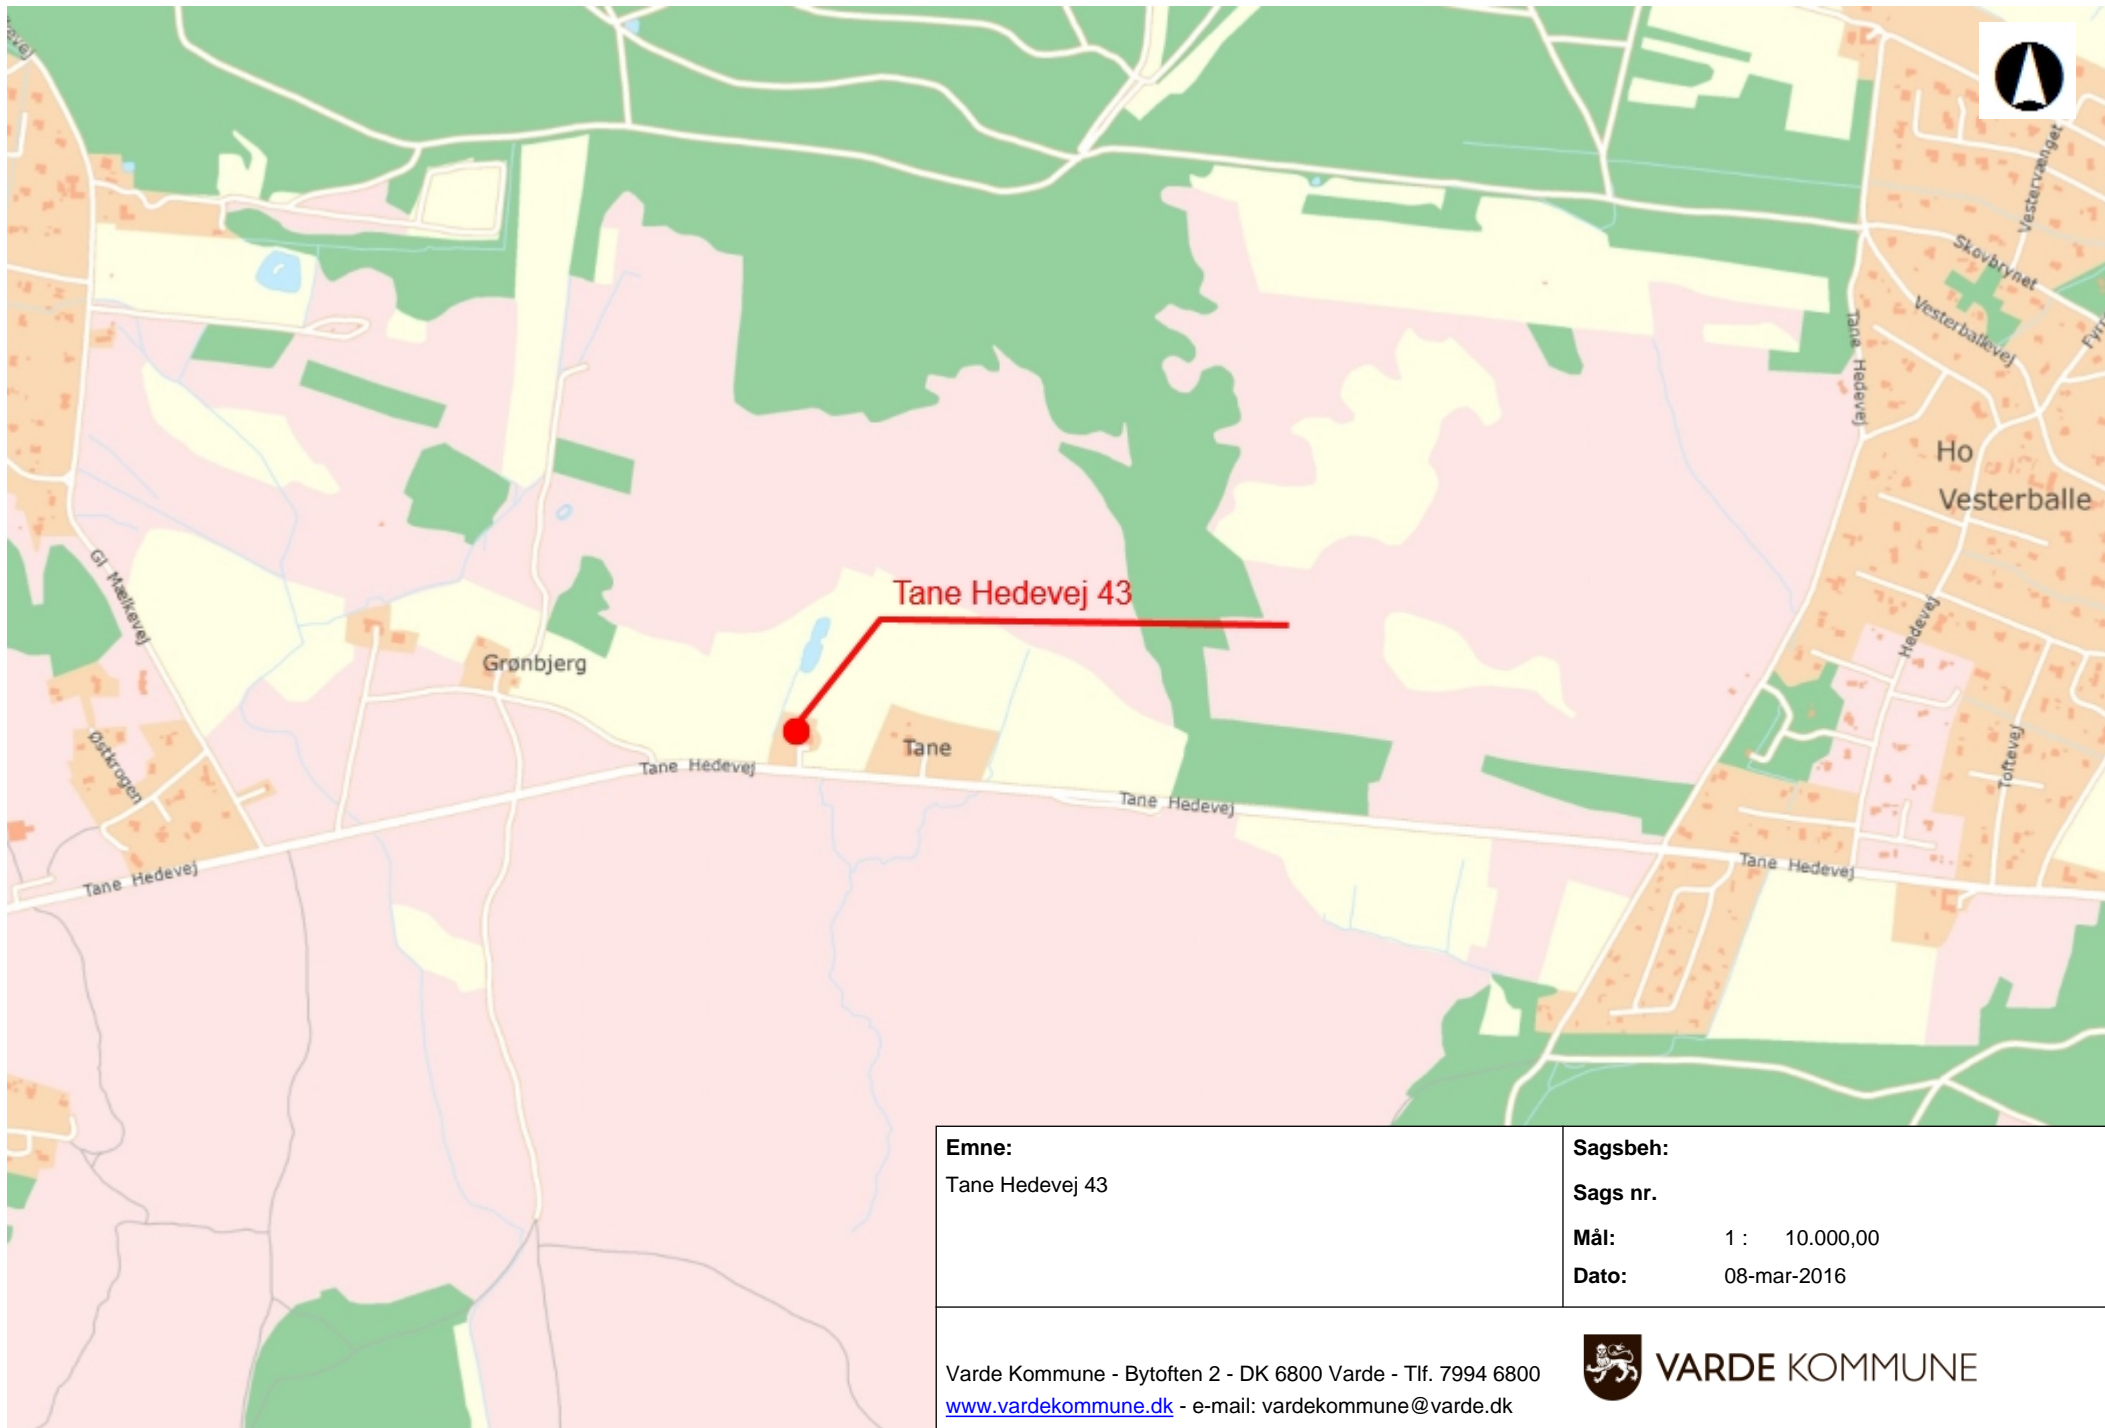 Vestervænget
Skovbrynet
Vesterballevej
Tane Hedevej
Ho
Vesterballe
Gl Mælkevej
Tane Hedevej 43
Hedevej
Grønbjerg
Østkrogen
Tane
Toftevej
Tane Hedevej
Tane Hedevej
Tane Hedevej
Tane Hedevej
Emne:
Tane Hedevej 43
Sagsbeh:
Sags nr.
Mål: 1 : 10.000,00
Dato: 08-mar-2016
Varde Kommune - Bytoften 2 - DK 6800 Varde - Tlf. 7994 6800
www.vardekommune.dk - e-mail: vardekommune@varde.dk
VARDE KOMMUNE